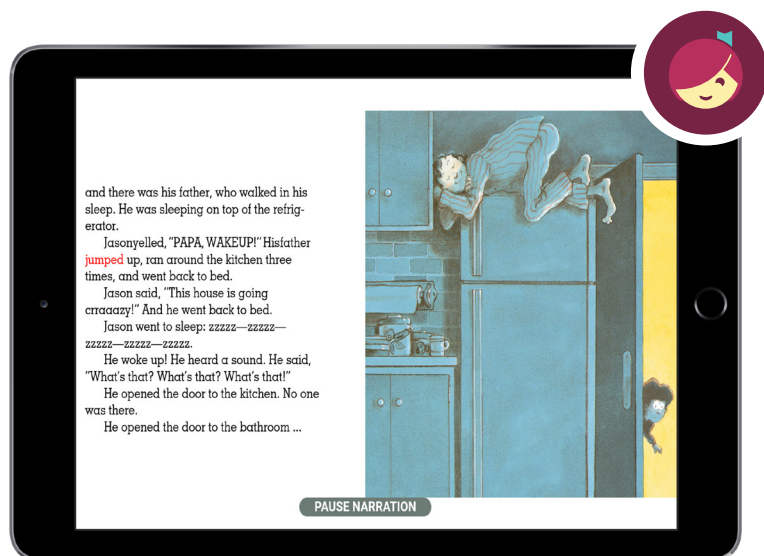 and there was his father, who walked in his
sleep. He was sleeping on top of the refrig-
erator.
Jasonyelled, "PAPA, WAKEUP!" Hisfather
jumped up, ran around the kitchen three
times, and went back to bed.
Jason said, "This house is going
crraaazy!" And he went back to bed.
Jason went to sleep: zzzzz—zzzzz—
zzzzz—zzzzz—zzzzz.
He woke up! He heard a sound. He said,
"What's that? What's that? What's that!"
He opened the door to the kitchen. No one
was there.
He opened the door to the bathroom ...
PAUSE NARRATION